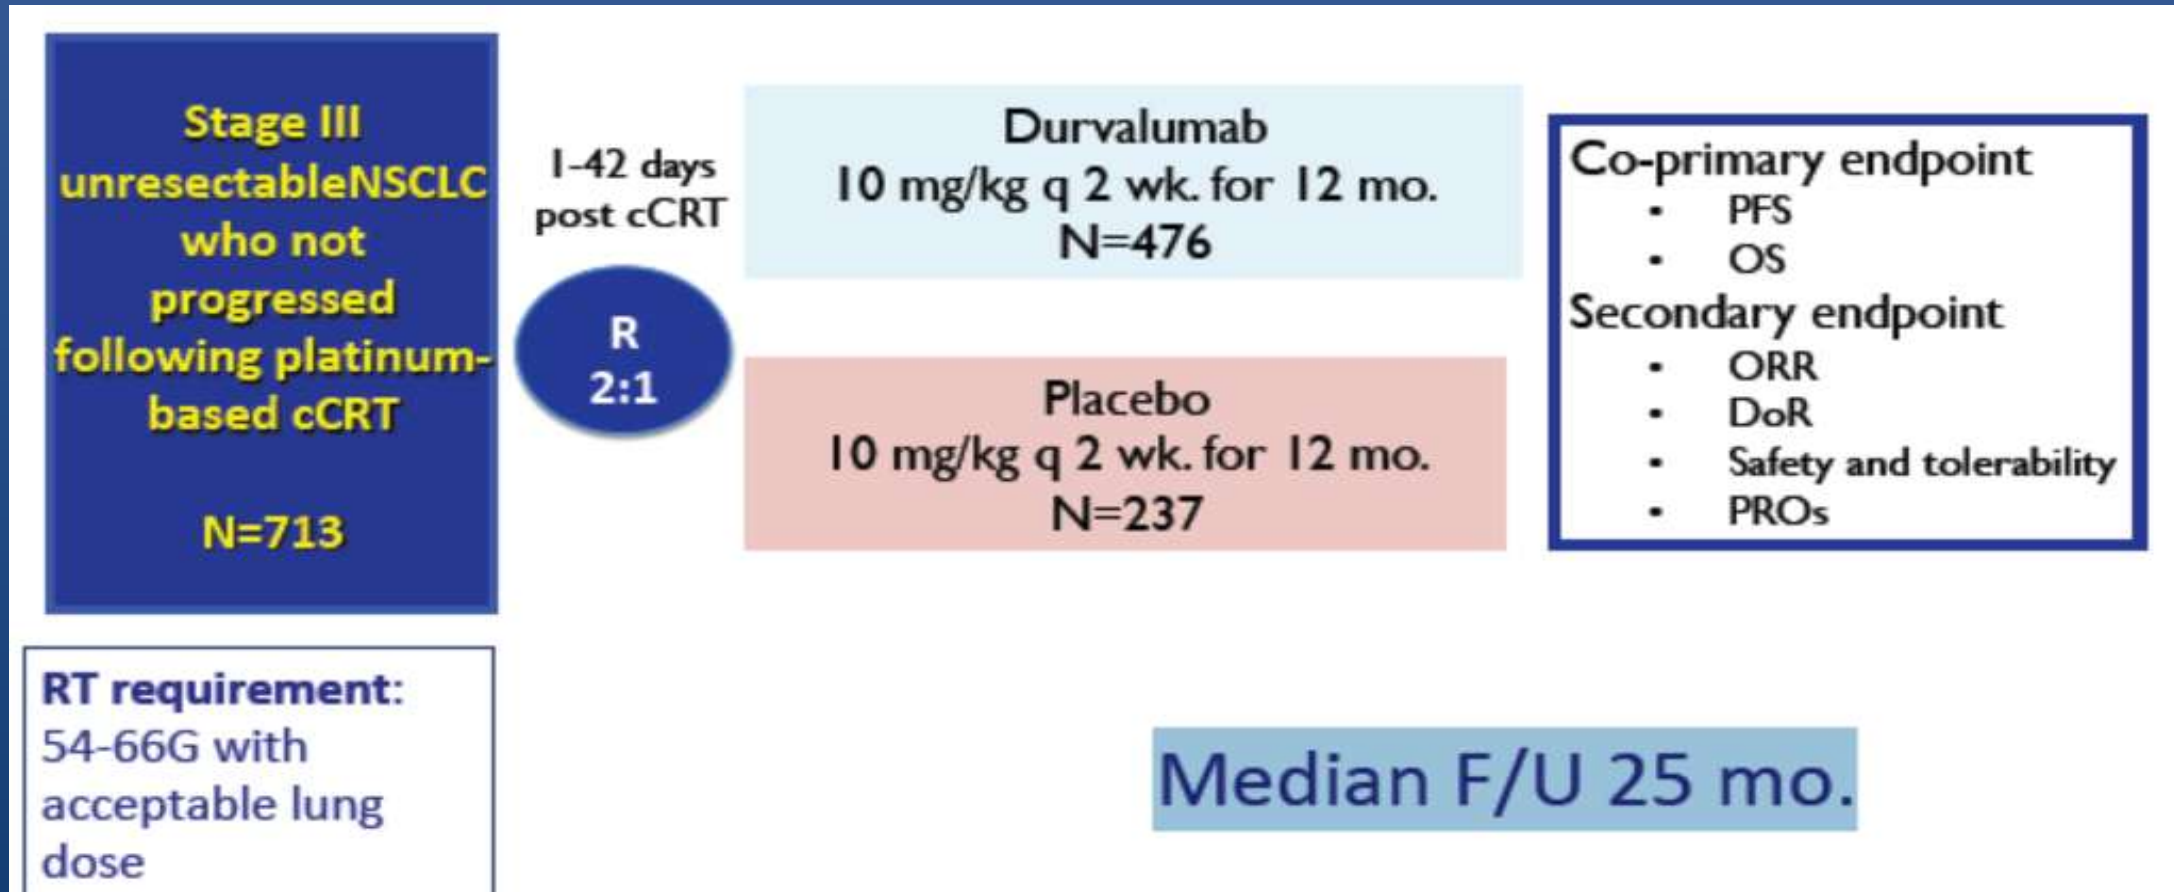 Stage III
unresectableNSCLC
who not
progressed
following platinum-
based cCRT
N=713
1-42 days
post cCRT
R
2:1
Durvalumab
10 mg/kg q 2 wk. for 12 mo.
N=476
Placebo
10 mg/kg q 2 wk. for 12 mo.
N=237
Co-primary endpoint
• PFS
• OS
Secondary endpoint
• ORR
• DoR
• Safety and tolerability
• PROs
RT requirement:
54-66G with
acceptable lung
dose
Median F/U 25 mo.